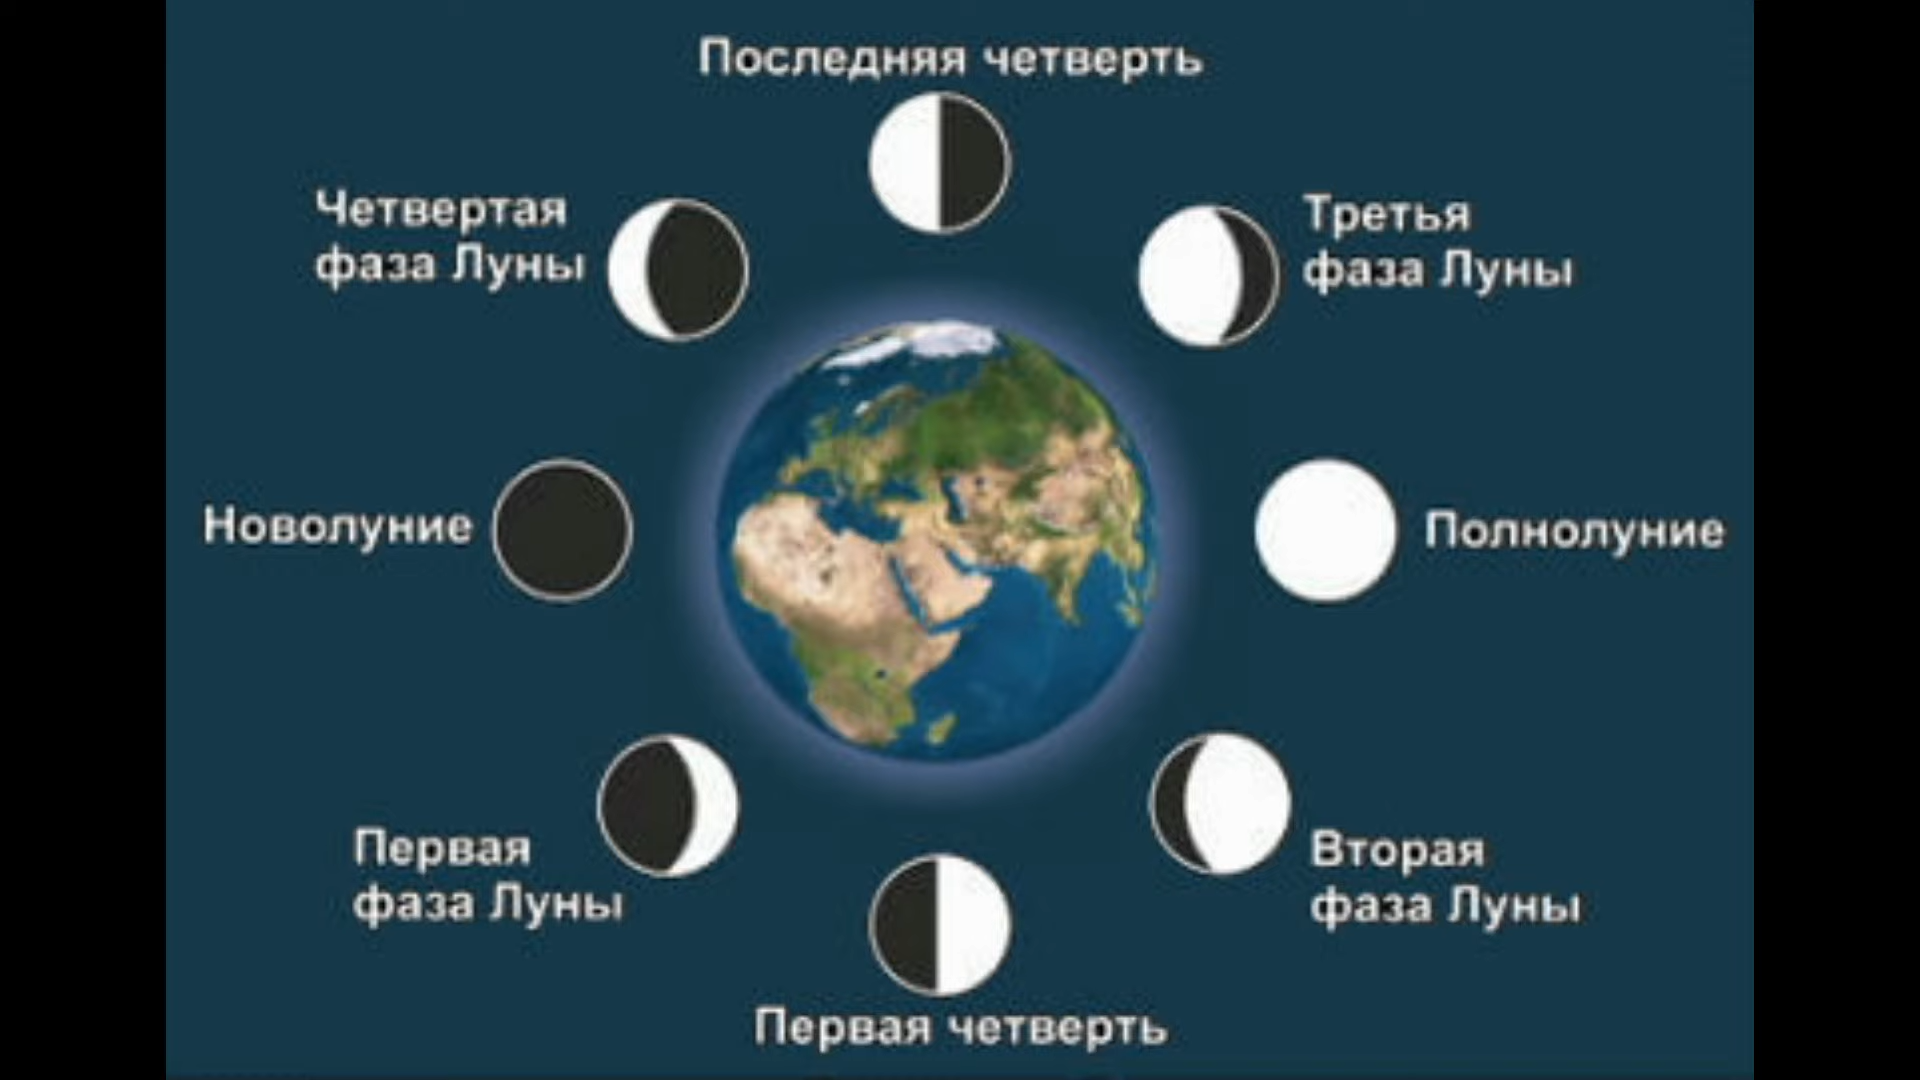 Последняя четверть
Четвертая
фаза Луны
Третья
фаза Луны
Новолуние
Полнолуние
Первая
фаза Луны
Вторая
фаза Луны
Первая четверть